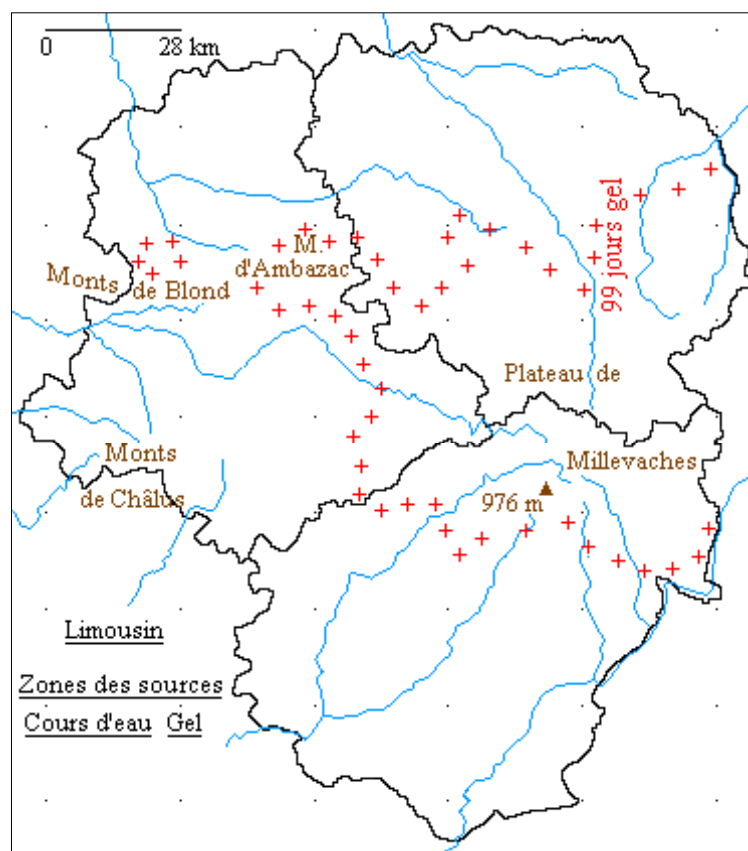 0 28 km
M.
d'Ambazac
Monts de Blond
99 jours gel
Plateau de
Monts
de Châlus
Millevaches
976 m
Limousin
Zones des sources
Cours d'eau Gel